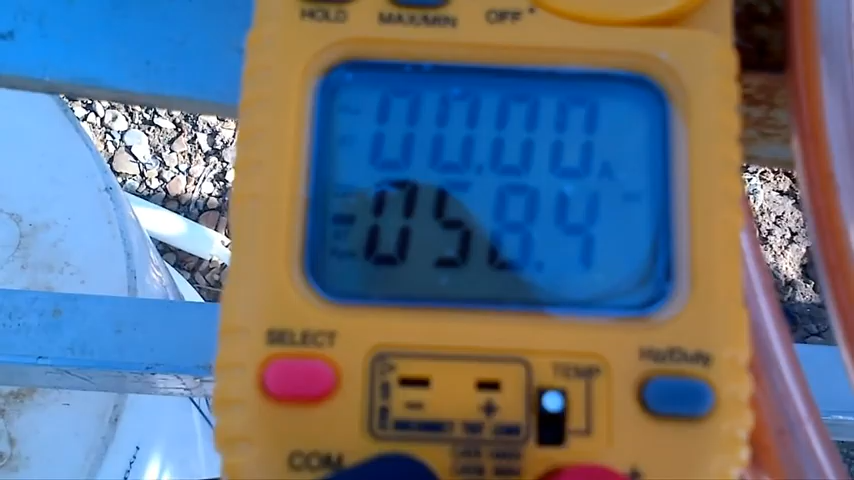 HOLD MAX/MIN OFF
00.00 A
058.4
SELECT
TEMP
Hz/Duty
- +
COM +